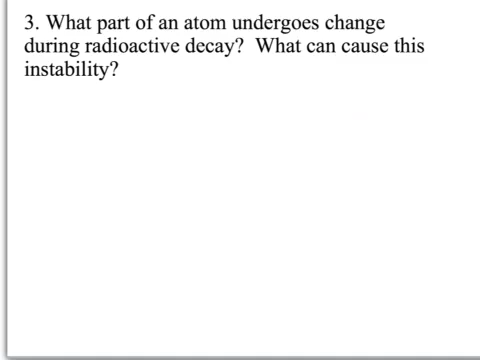 3. What part of an atom undergoes change
during radioactive decay?  What can cause this
instability?